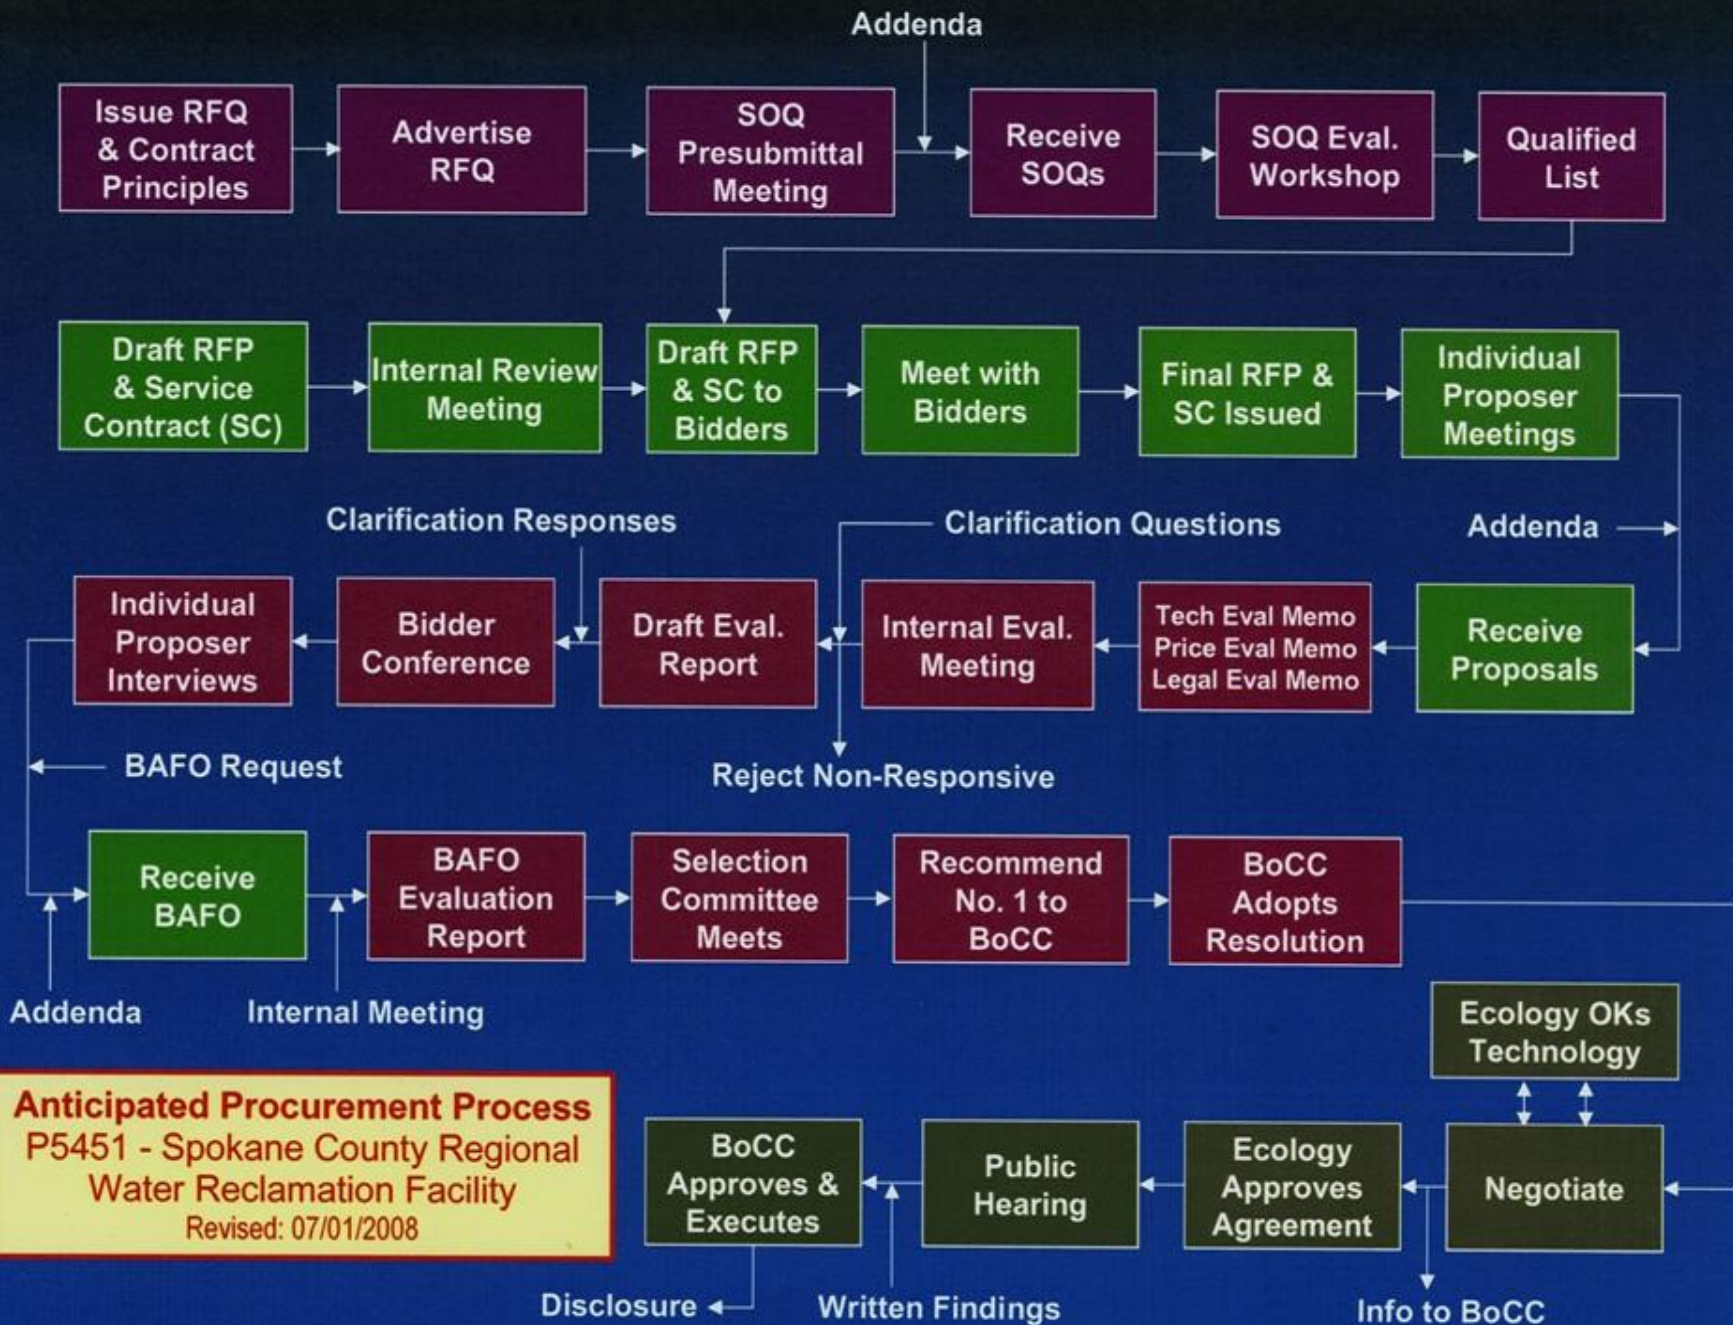 Addenda
Issue RFQ
& Contract
Principles
Advertise
RFQ
SOQ
Presubmittal
Meeting
Receive
SOQs
SOQ Eval.
Workshop
Qualified
List
Draft RFP
& Service
Contract (SC)
Internal Review
Meeting
Draft RFP
& SC to
Bidders
Meet with
Bidders
Final RFP &
SC Issued
Individual
Proposer
Meetings
Clarification Responses
Clarification Questions
Addenda
Individual
Proposer
Interviews
Bidder
Conference
Draft Eval.
Report
Internal Eval.
Meeting
Tech Eval Memo
Price Eval Memo
Legal Eval Memo
Receive
Proposals
BAFO Request
Reject Non-Responsive
Receive
BAFO
BAFO
Evaluation
Report
Selection
Committee
Meets
Recommend
No. 1 to
BoCC
BoCC
Adopts
Resolution
Addenda
Internal Meeting
Ecology OKs
Technology
Anticipated Procurement Process
P5451 - Spokane County Regional
Water Reclamation Facility
Revised: 07/01/2008
BoCC
Approves &
Executes
Public
Hearing
Ecology
Approves
Agreement
Negotiate
Disclosure
Written Findings
Info to BoCC